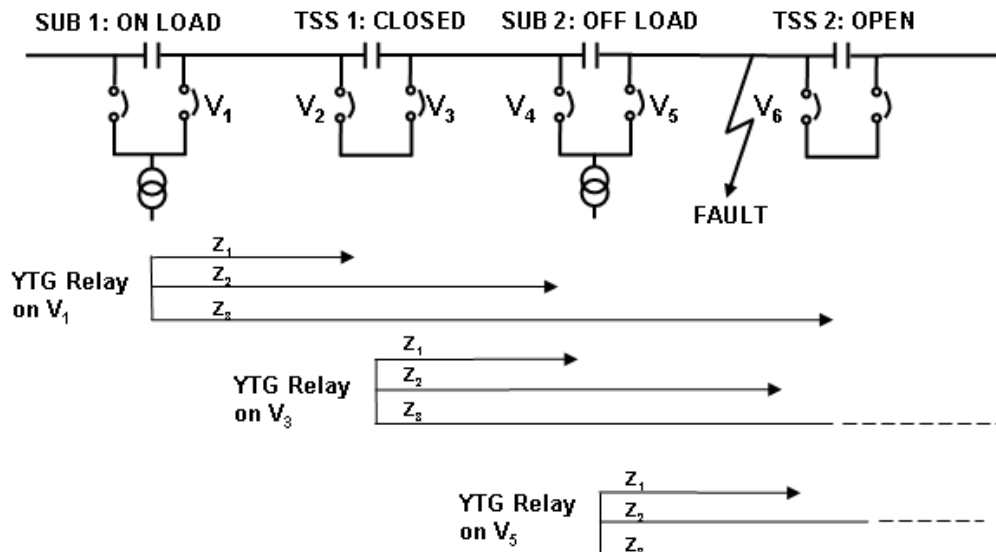 SUB 1: ON LOAD TSS 1: CLOSED SUB 2: OFF LOAD TSS 2: OPEN
V1 V2 V3 V4 V5 V6
FAULT
YTG Relay
on V1
Z1
Z2
Z3
YTG Relay
on V3
Z1
Z2
Z3
YTG Relay
on V5
Z1
Z2